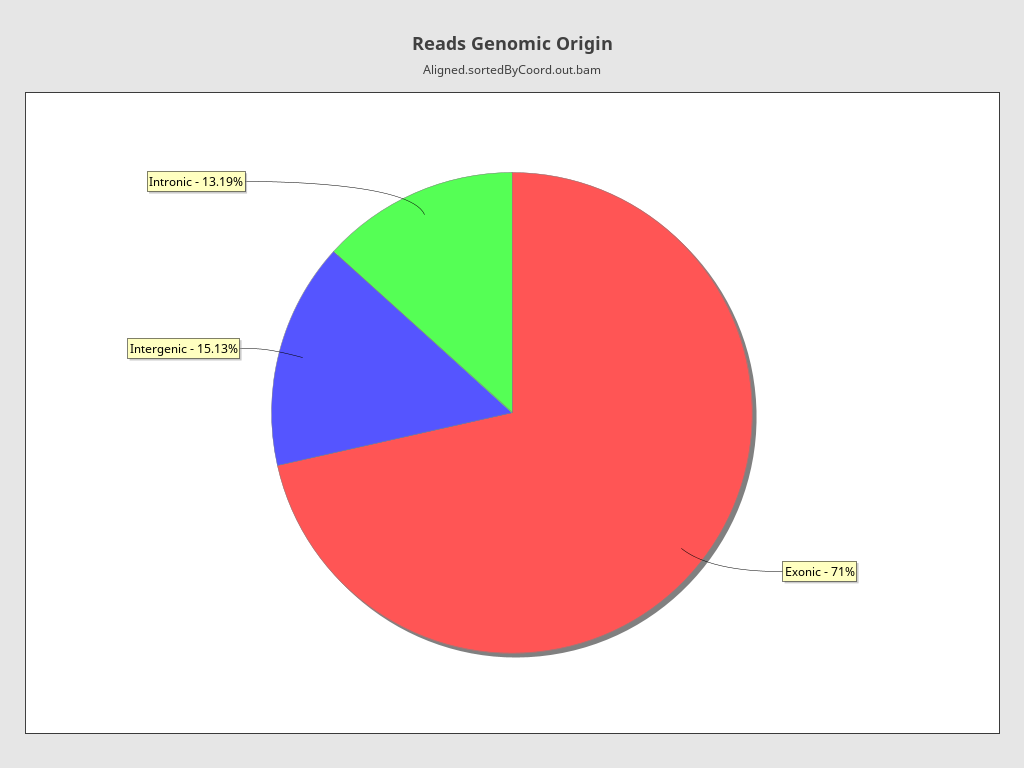 Reads Genomic Origin
Aligned.sortedByCoord.out.bam
Intronic - 13.19%
Intergenic - 15.13%
Exonic - 71%